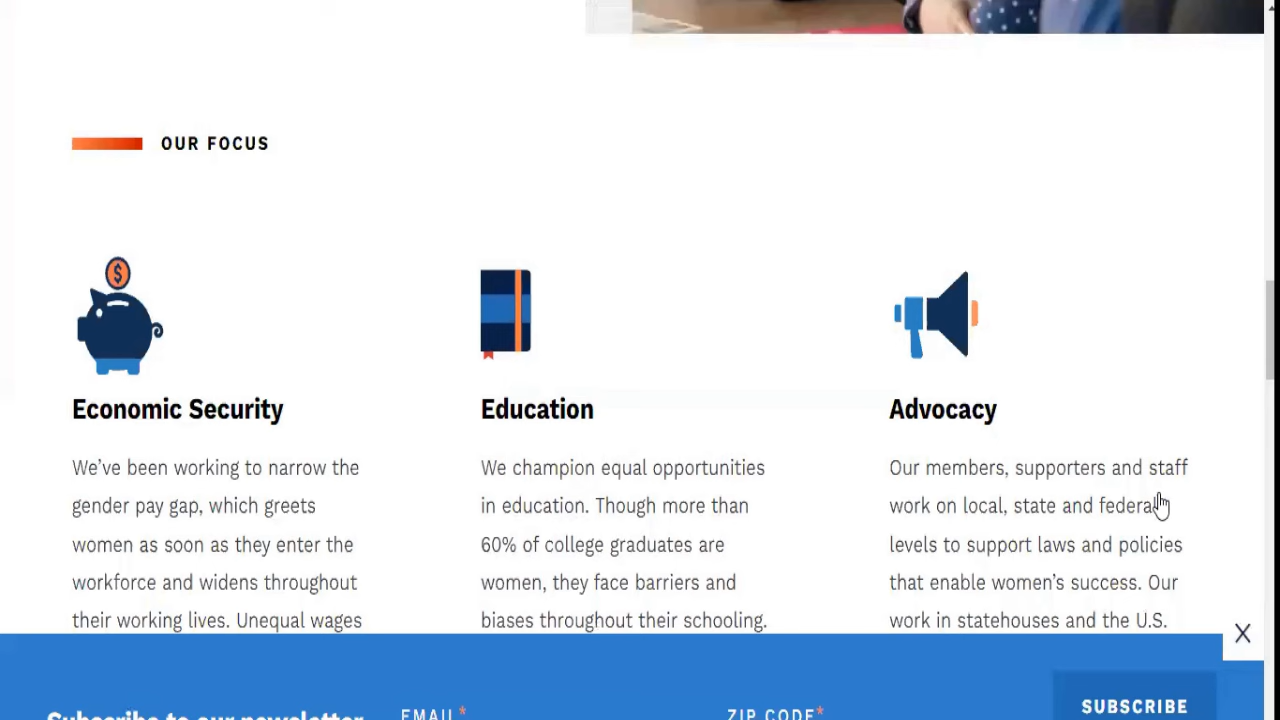 OUR FOCUS
$
Economic Security
We've been working to narrow the
gender pay gap, which greets
women as soon as they enter the
workforce and widens throughout
their working lives. Unequal wages
Education
We champion equal opportunities
in education. Though more than
60% of college graduates are
women, they face barriers and
biases throughout their schooling.
Advocacy
Our members, supporters and staff
work on local, state and federal
levels to support laws and policies
that enable women's success. Our
work in statehouses and the U.S.
X
Subscribe to our newsletter
EMAIL*
ZIP CODE*
SUBSCRIBE